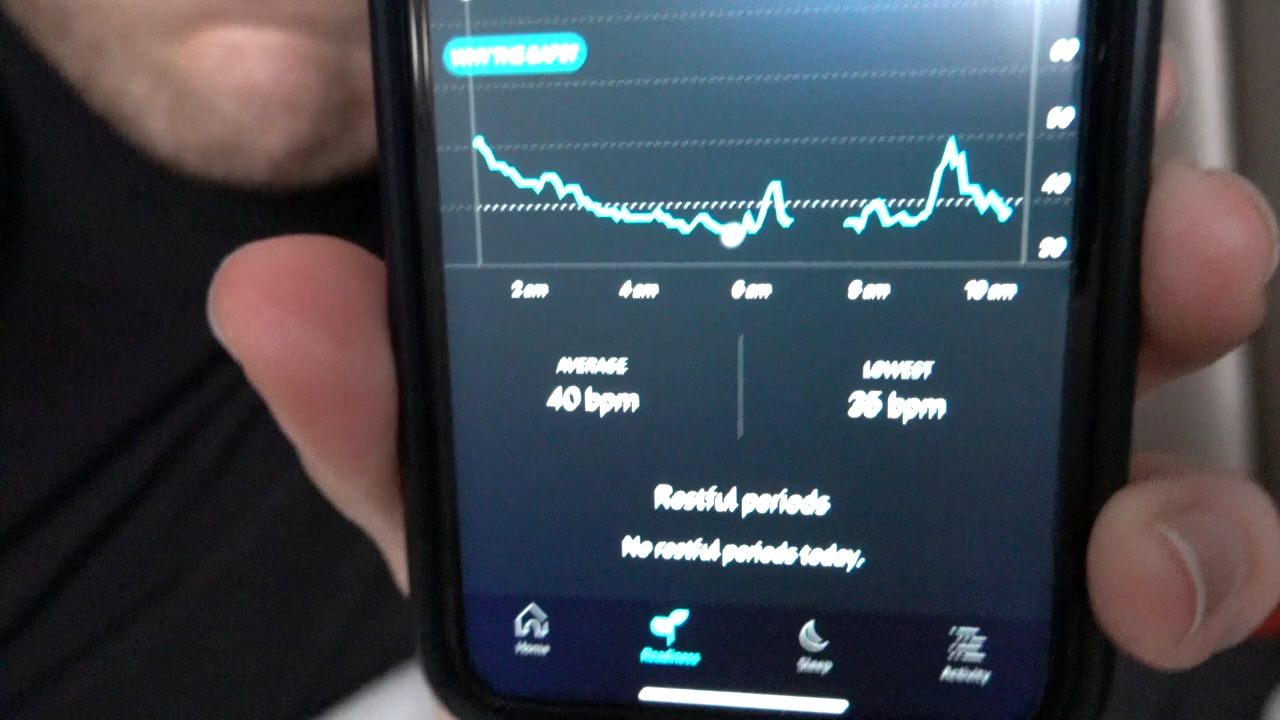 WHY THE GAPS?
60
50
40
30
2 am 4 am 6 am 8 am 10 am
AVERAGE LOWEST
40 bpm 35 bpm
Restful periods
No restful periods today,
Home Readiness Sleep Activity